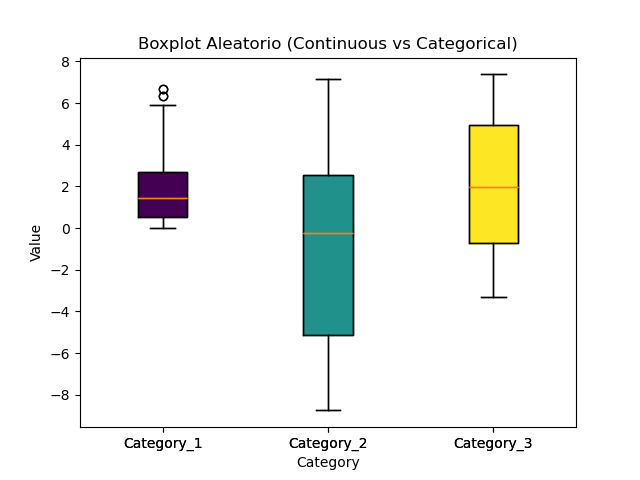 Boxplot Aleatorio (Continuous vs Categorical)
8
6
4
2
0
−2
−4
−6
−8
Value
Category_1 Category_2 Category_3
Category